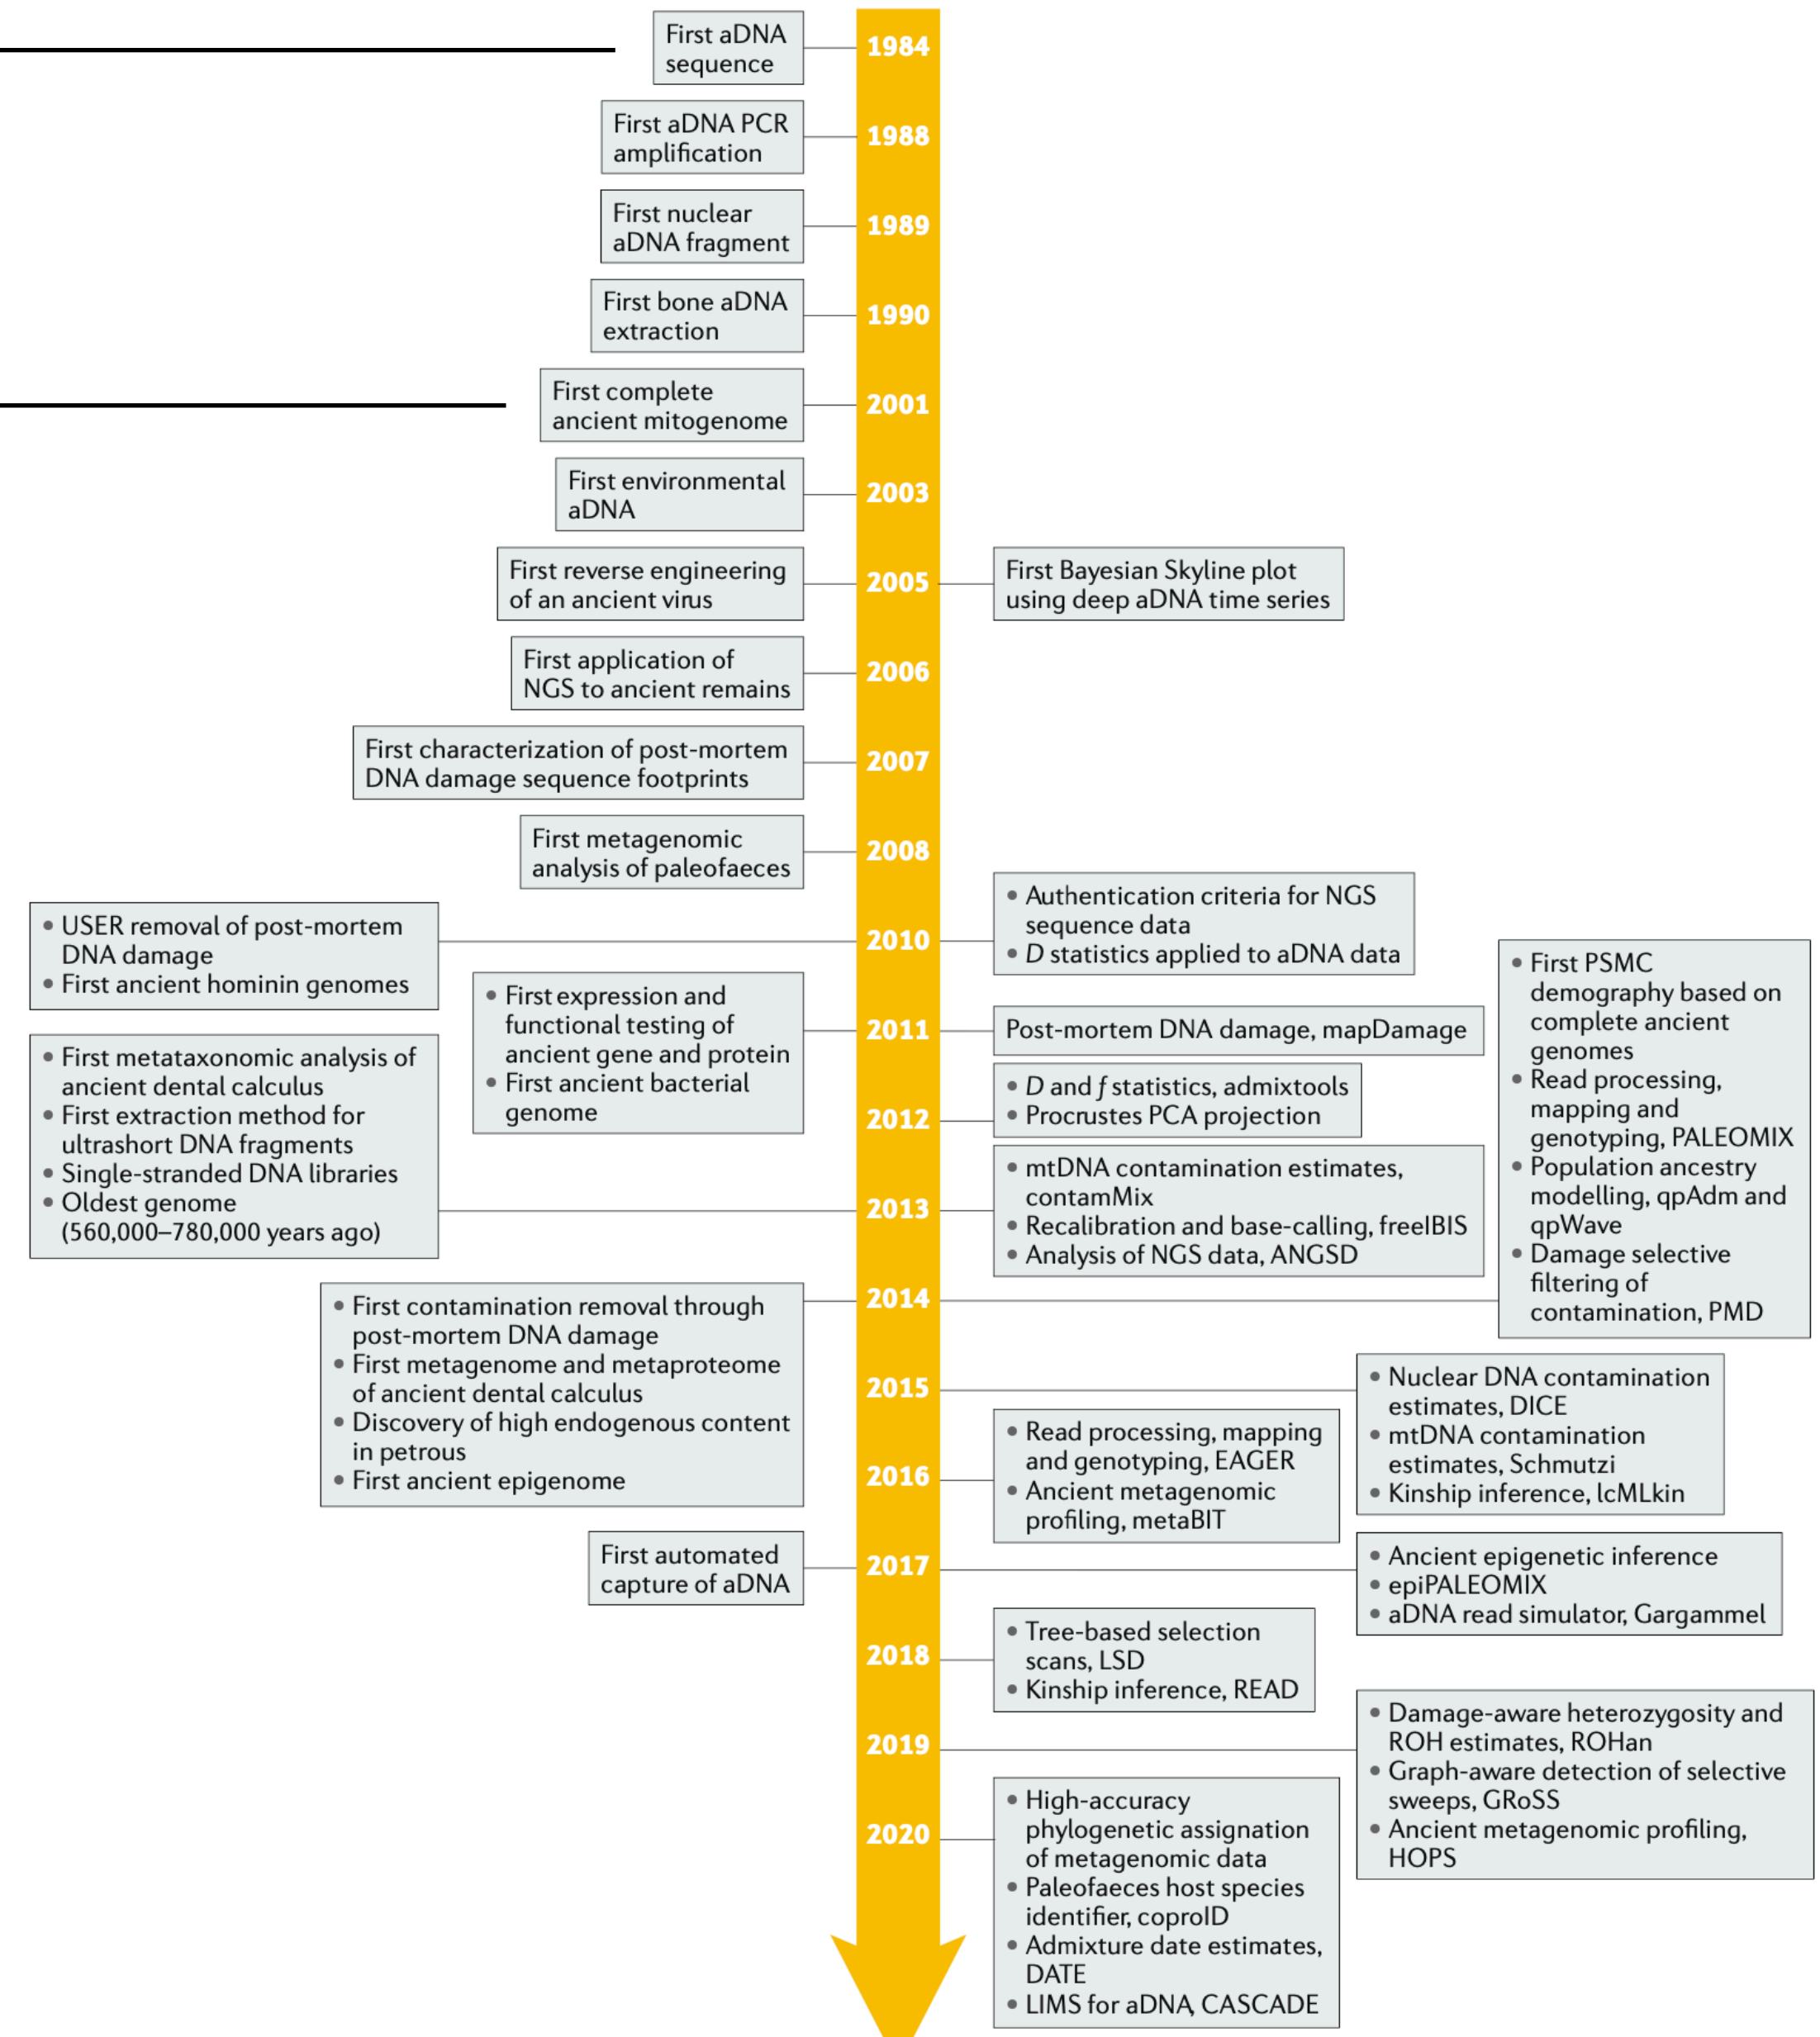 First aDNA
sequence
1984
First aDNA PCR
amplification
1988
First nuclear
aDNA fragment
1989
First bone aDNA
extraction
1990
First complete
ancient mitogenome
2001
First environmental
aDNA
2003
First reverse engineering
of an ancient virus
2005
First Bayesian Skyline plot
using deep aDNA time series
First application of
NGS to ancient remains
2006
First characterization of post-mortem
DNA damage sequence footprints
2007
First metagenomic
analysis of paleofaeces
2008
• USER removal of post-mortem
DNA damage
• First ancient hominin genomes
2010
• Authentication criteria for NGS
sequence data
• D statistics applied to aDNA data
• First expression and
functional testing of
ancient gene and protein
• First ancient bacterial
genome
2011
Post-mortem DNA damage, mapDamage
2012
• D and f statistics, admixtools
• Procrustes PCA projection
• First metataxonomic analysis of
ancient dental calculus
• First extraction method for
ultrashort DNA fragments
• Single-stranded DNA libraries
• Oldest genome
(560,000–780,000 years ago)
2013
• mtDNA contamination estimates,
contamMix
• Recalibration and base-calling, freeIBIS
• Analysis of NGS data, ANGSD
• First contamination removal through
post-mortem DNA damage
• First metagenome and metaproteome
of ancient dental calculus
• Discovery of high endogenous content
in petrous
• First ancient epigenome
2014
• First PSMC
demography based on
complete ancient
genomes
• Read processing,
mapping and
genotyping, PALEOMIX
• Population ancestry
modelling, qpAdm and
qpWave
• Damage selective
filtering of
contamination, PMD
2015
• Nuclear DNA contamination
estimates, DICE
• mtDNA contamination
estimates, Schmutzi
• Kinship inference, lcMLkin
2016
• Read processing, mapping
and genotyping, EAGER
• Ancient metagenomic
profiling, metaBIT
First automated
capture of aDNA
2017
• Ancient epigenetic inference
• epiPALEOMIX
• aDNA read simulator, Gargammel
2018
• Tree-based selection
scans, LSD
• Kinship inference, READ
2019
• Damage-aware heterozygosity and
ROH estimates, ROHan
• Graph-aware detection of selective
sweeps, GRoSS
• Ancient metagenomic profiling,
HOPS
2020
• High-accuracy
phylogenetic assignation
of metagenomic data
• Paleofaeces host species
identifier, coproID
• Admixture date estimates,
DATE
• LIMS for aDNA, CASCADE